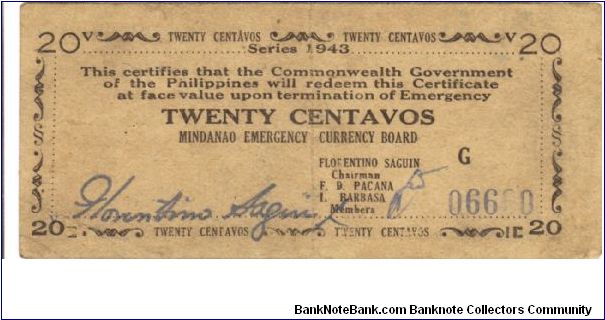 20 V TWENTY CENTAVOS TWENTY CENTAVOS V 20
Series 1943
This certifies that the Commonwealth Government
of the Philippines will redeem this Certificate
at face value upon termination of Emergency
TWENTY CENTAVOS
MINDANAO EMERGENCY CURRENCY BOARD
FLORENTINO SAGUIN G
Chairman
F. D. PACANA
I. BARBASA
Members
Florentino Saguin
20 TWENTY CENTAVOS TWENTY CENTAVOS 20
BankNoteBank.com Banknote Collectors Community